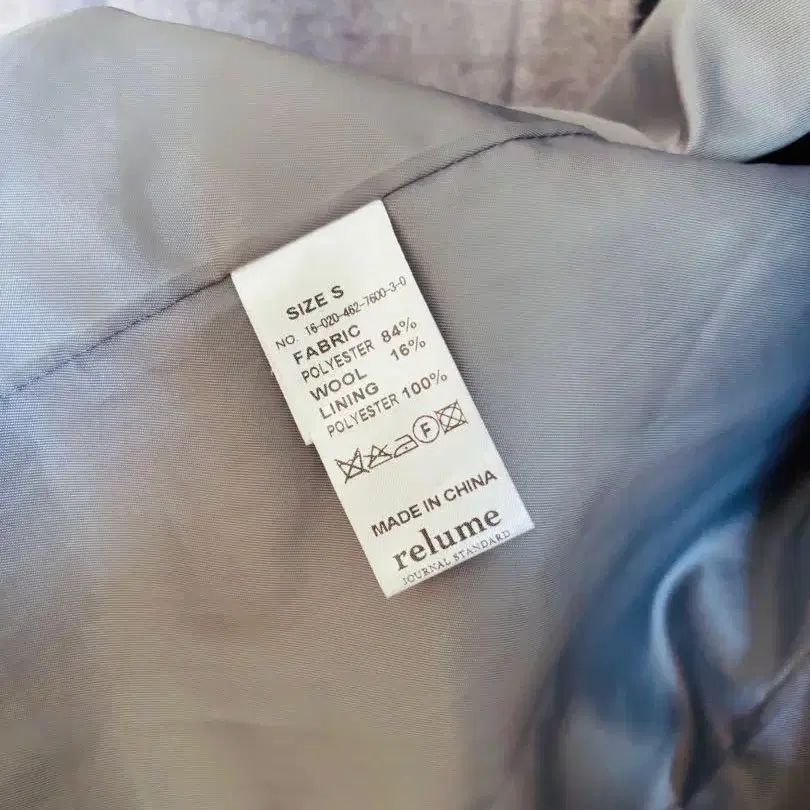 SIZE S
NO. 16-020-462-7600-3-0
FABRIC
POLYESTER 84%
WOOL 16%
LINING
POLYESTER 100%
F
MADE IN CHINA
relume
JOURNAL STANDARD